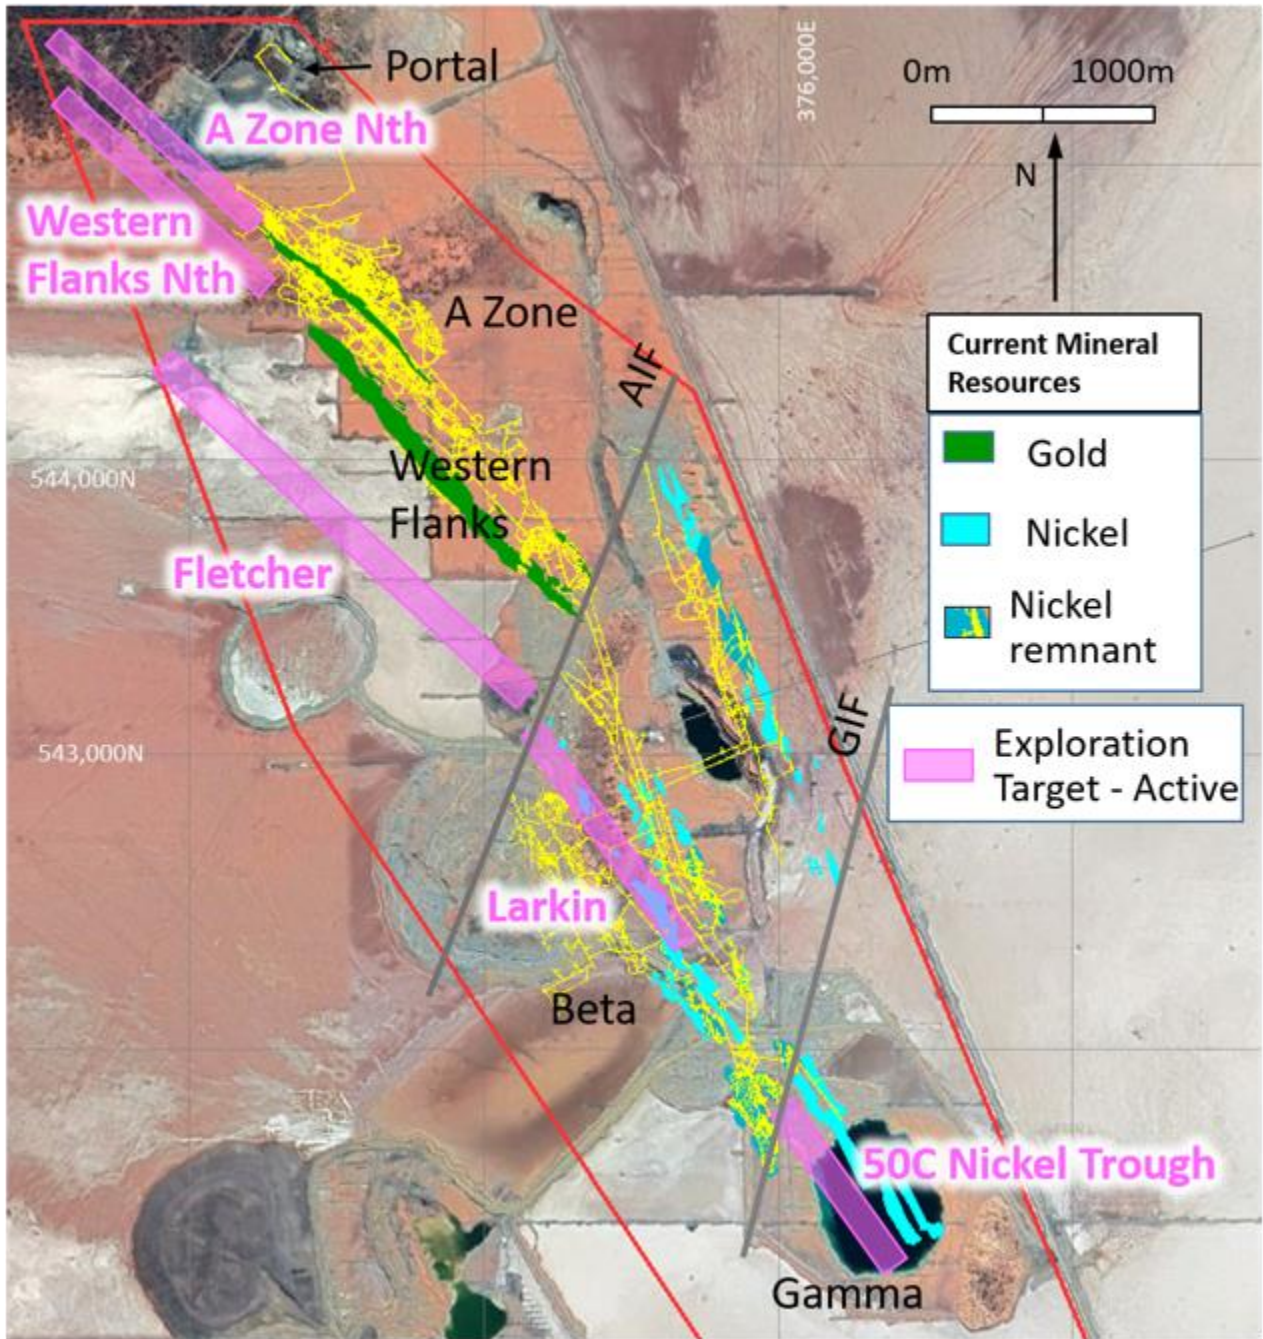 Portal
0m 1000m
376,000E
A Zone Nth
N
Western
Flanks Nth
A Zone
Current Mineral
Resources
AIF
Gold
Western
Flanks
544,000N
Nickel
Fletcher
Nickel
remnant
GIF
543,000N
Exploration
Target - Active
Larkin
Beta
50C Nickel Trough
Gamma